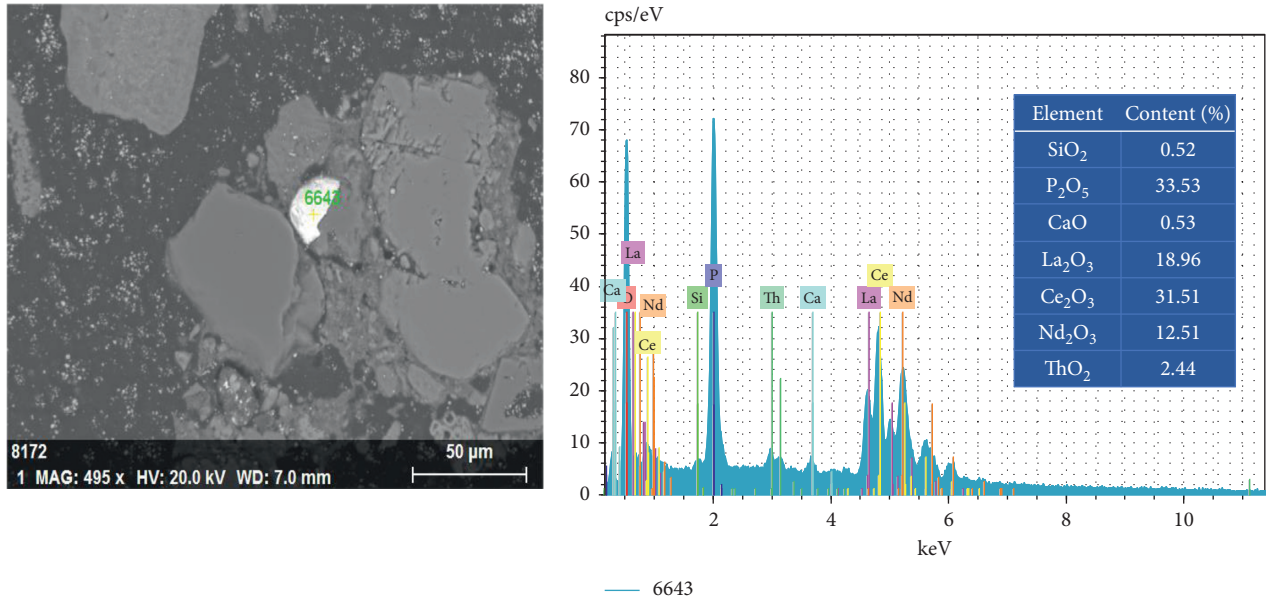 6643
8172
50 µm
1 MAG: 495 x HV: 20.0 kV WD: 7.0 mm
cps/eV
80
70
60
50
40
30
20
10
0
La
Ca
O
Nd
Ce
P
Si
Th
Ca
La
Ce
Nd
2
4
6
8
10
keV
6643
Element Content (%)
SiO₂ 0.52
P₂O₅ 33.53
CaO 0.53
La₂O₃ 18.96
Ce₂O₃ 31.51
Nd₂O₃ 12.51
ThO₂ 2.44